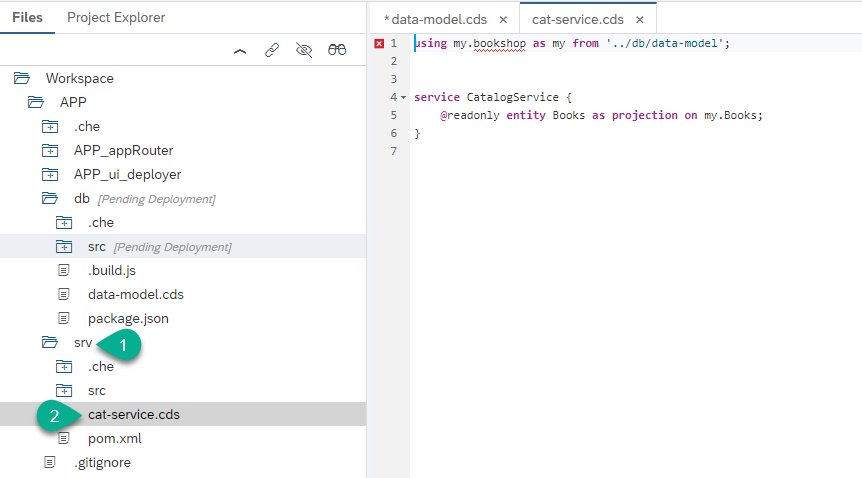 Files Project Explorer
Workspace
APP
.che
APP_appRouter
APP_ui_deployer
db [Pending Deployment]
.che
src [Pending Deployment]
.build.js
data-model.cds
package.json
srv 1
.che
src
2 cat-service.cds
pom.xml
.gitignore
*data-model.cds × cat-service.cds ×
1 using my.bookshop as my from '../db/data-model';
2
3
4 service CatalogService {
5 @readonly entity Books as projection on my.Books;
6 }
7